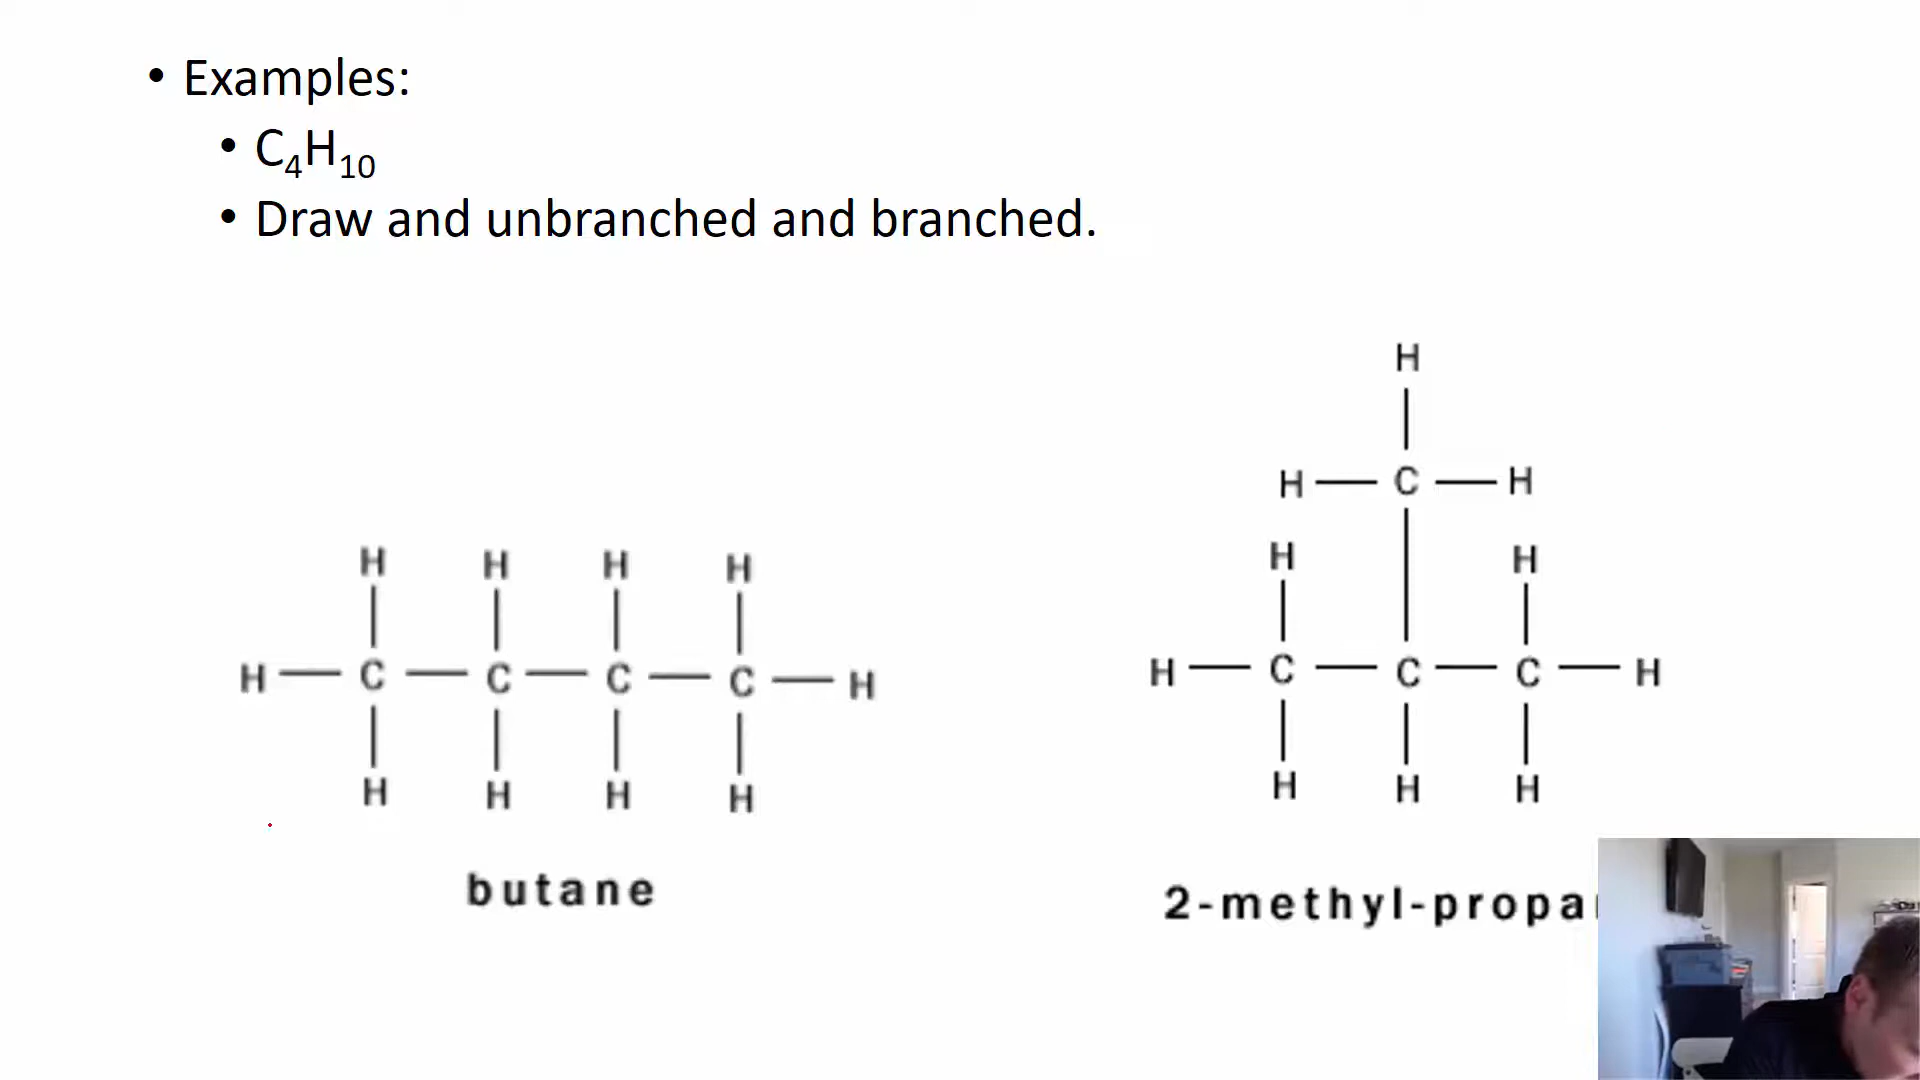 • Examples:
• C₄H₁₀
• Draw and unbranched and branched.
H
H — C — H
H H
H — C — C — C — H
H H H
H H H H
H — C — C — C — C — H
H H H H
butane
2-methyl-propa